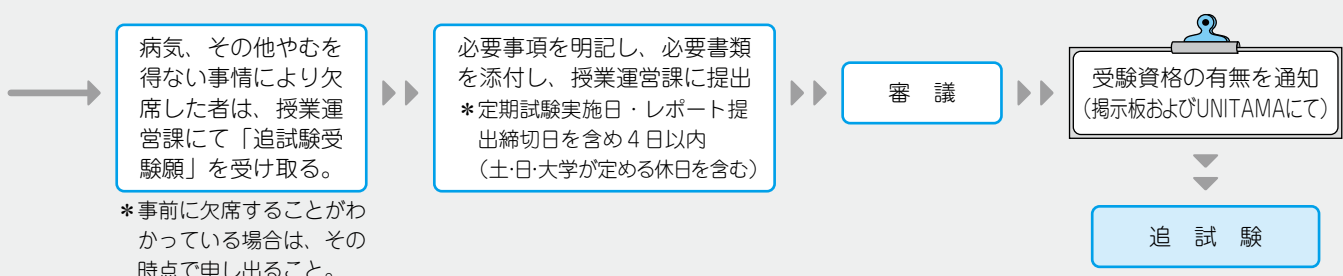 病気、その他やむを
得ない事情により欠
席した者は、授業運
営課にて「追試験受
験願」を受け取る。
＊事前に欠席することがわ
かっている場合は、その
時点で申し出ること。
必要事項を明記し、必要書類
を添付し、授業運営課に提出
＊定期試験実施日・レポート提
出締切日を含め４日以内
（土・日・大学が定める休日を含む）
審　議
受験資格の有無を通知
（掲示板およびUNITAMAにて）
追　試　験